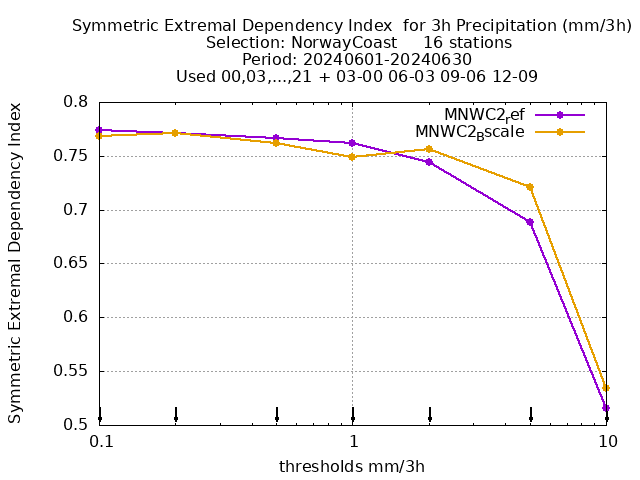 Symmetric Extremal Dependency Index  for 3h Precipitation (mm/3h)
Selection: NorwayCoast     16 stations
Period: 20240601-20240630
Used 00,03,...,21 + 03-00 06-03 09-06 12-09
MNWC2ref
MNWC2Bscale
Symmetric Extremal Dependency Index
0.8
0.75
0.7
0.65
0.6
0.55
0.5
0.1 1 10
thresholds mm/3h